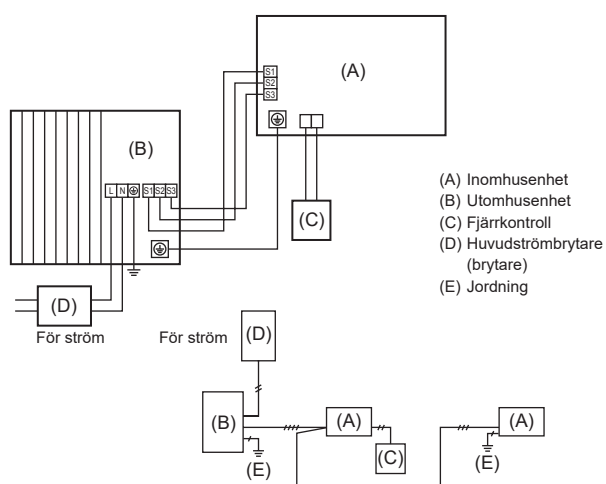 (A)
S1
S2
S3
(B)
L N S1 S2 S3
(C)
(D)
För ström
(A) Inomhusenhet
(B) Utomhusenhet
(C) Fjärrkontroll
(D) Huvudströmbrytare
(brytare)
(E) Jordning
För ström
(D)
(B)
(A)
(C)
(E)
(A)
(E)